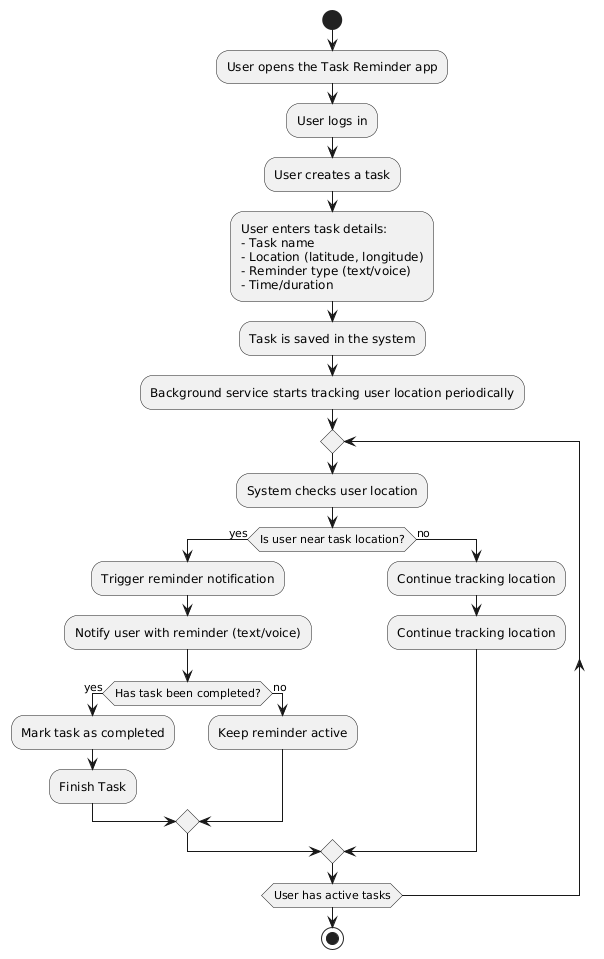 User opens the Task Reminder app
User logs in
User creates a task
User enters task details:
- Task name
- Location (latitude, longitude)
- Reminder type (text/voice)
- Time/duration
Task is saved in the system
Background service starts tracking user location periodically
System checks user location
yes
Is user near task location?
no
Trigger reminder notification
Continue tracking location
Notify user with reminder (text/voice)
Continue tracking location
yes
Has task been completed?
no
Mark task as completed
Keep reminder active
Finish Task
User has active tasks